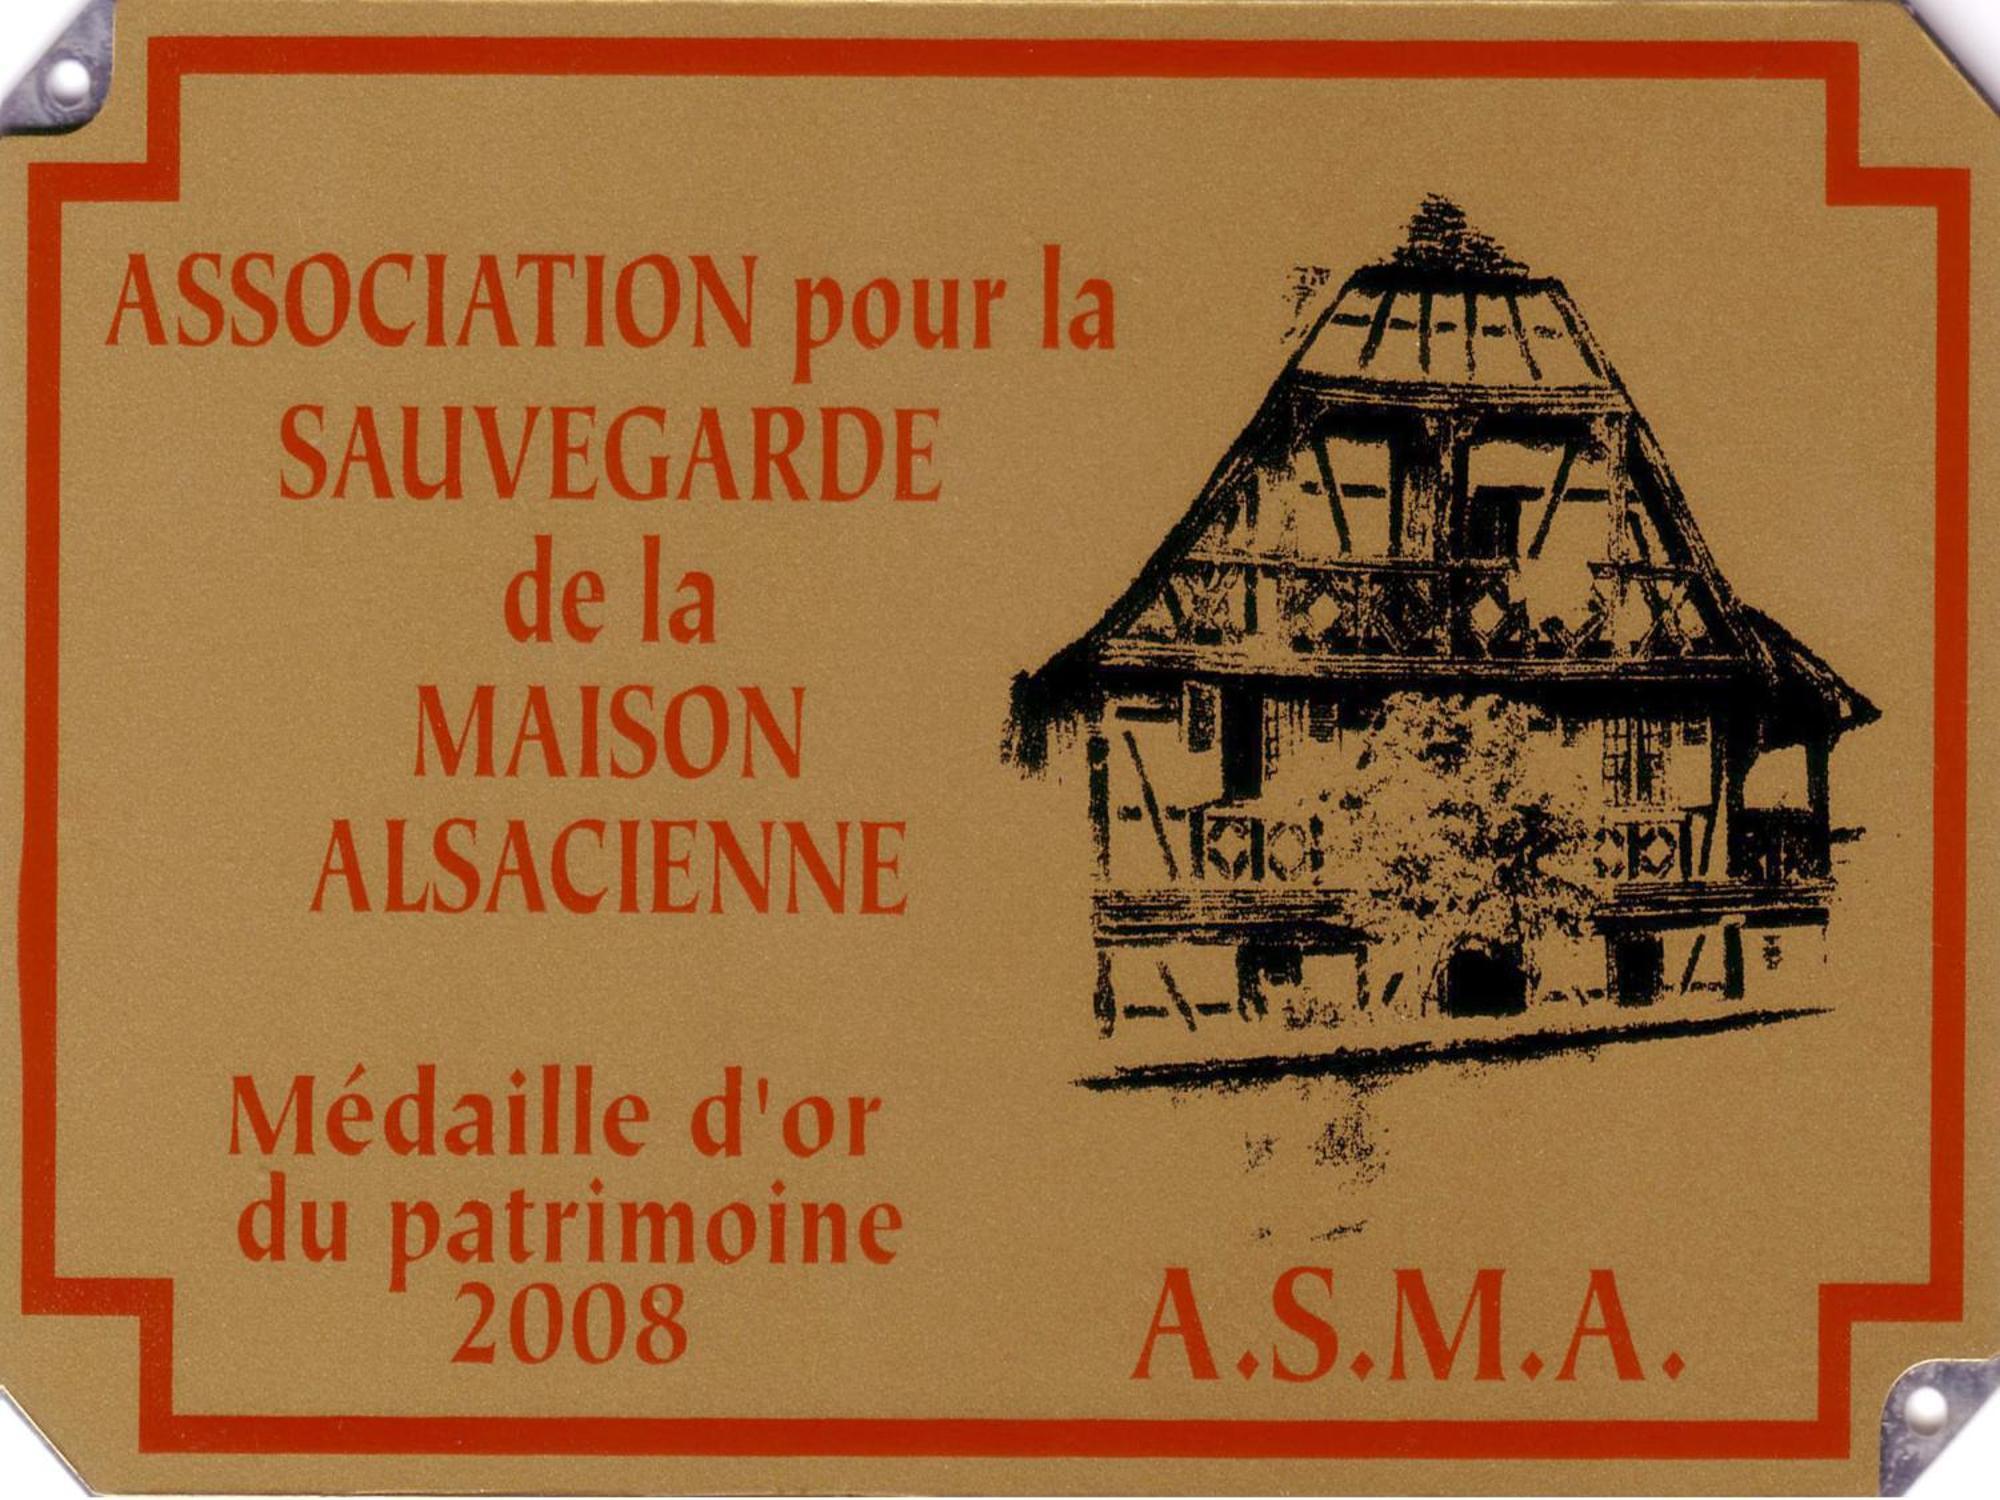 ASSOCIATION pour la
SAUVEGARDE
de la
MAISON
ALSACIENNE
Médaille d'or
du patrimoine
2008
A.S.M.A.